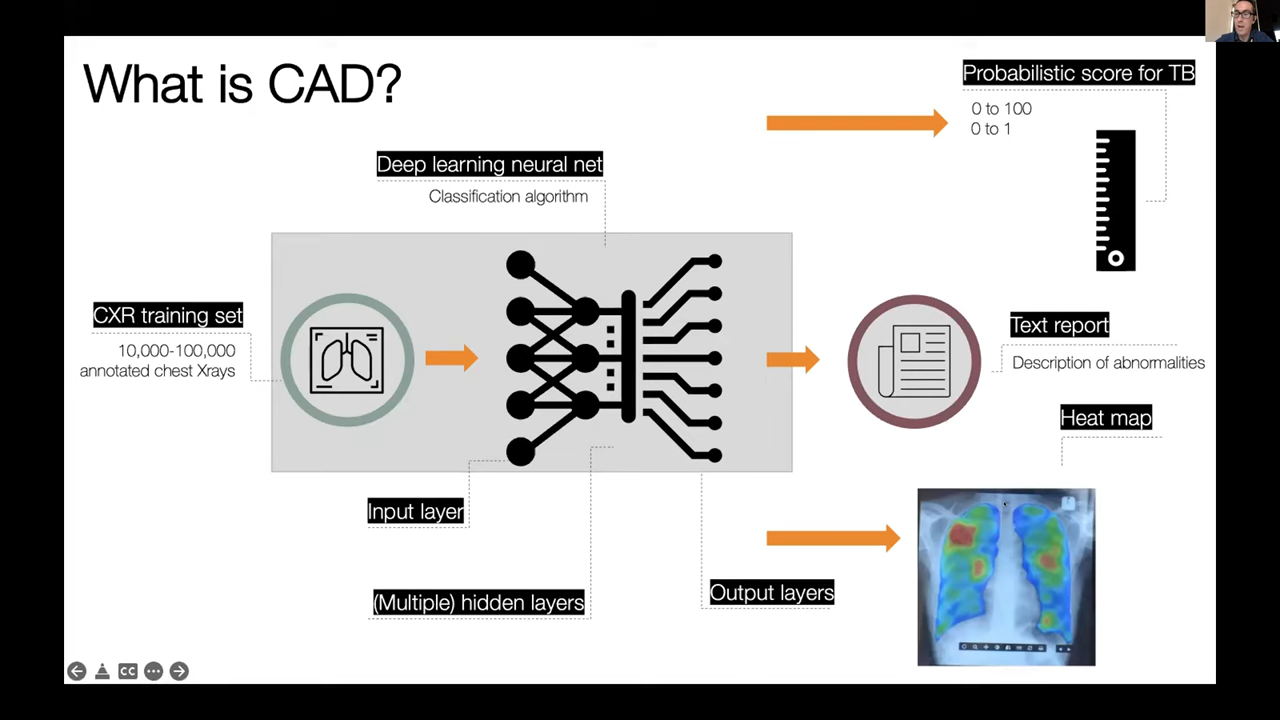 What is CAD?
Probabilistic score for TB
0 to 100
0 to 1
Deep learning neural net
Classification algorithm
CXR training set
10,000-100,000
annotated chest Xrays
Text report
Description of abnormalities
Heat map
Input layer
(Multiple) hidden layers
Output layers
CC